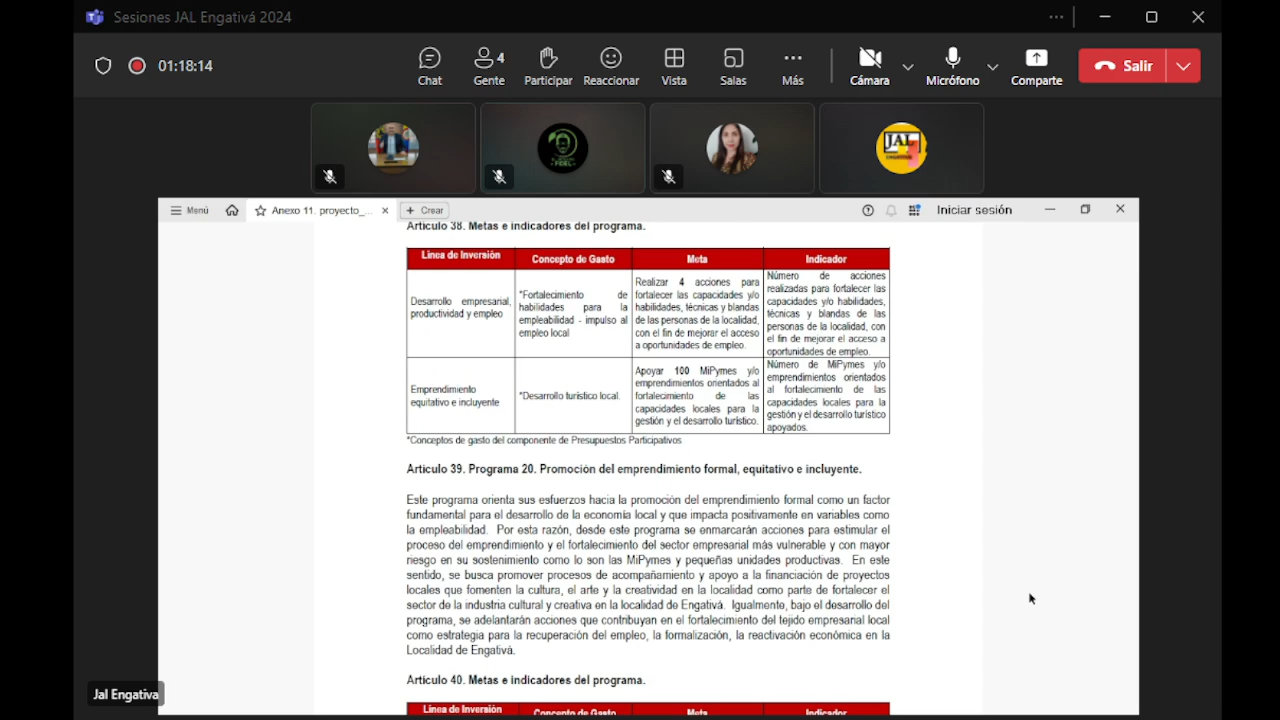 Sesiones JAL Engativá 2024
01:18:14
Chat
4
Gente
Participar
Reaccionar
Vista
Salas
Más
Cámara
Micrófono
Comparte
Salir
JAL
ENGATIVÁ
FIDEL
Menú
Anexo 11. proyecto_...
Crear
Iniciar sesión
Artículo 38. Metas e indicadores del programa.
Línea de Inversión
Concepto de Gasto
Meta
Indicador
Desarrollo empresarial,
productividad y empleo
*Fortalecimiento de
habilidades para la
empleabilidad - impulso al
empleo local
Realizar 4 acciones para
fortalecer las capacidades y/o
habilidades, técnicas y blandas
de las personas de la localidad,
con el fin de mejorar el acceso
a oportunidades de empleo.
Número de acciones
realizadas para fortalecer las
capacidades y/o habilidades,
técnicas y blandas de las
personas de la localidad, con
el fin de mejorar el acceso a
oportunidades de empleo.
Emprendimiento
equitativo e incluyente
*Desarrollo turístico local.
Apoyar 100 MiPymes y/o
emprendimientos orientados al
fortalecimiento de las
capacidades locales para la
gestión y el desarrollo turístico.
Número de MiPymes y/o
emprendimientos orientados
al fortalecimiento de las
capacidades locales para la
gestión y el desarrollo turístico
apoyados.
*Conceptos de gasto del componente de Presupuestos Participativos
Artículo 39. Programa 20. Promoción del emprendimiento formal, equitativo e incluyente.
Este programa orienta sus esfuerzos hacia la promoción del emprendimiento formal como un factor
fundamental para el desarrollo de la economía local y que impacta positivamente en variables como
la empleabilidad. Por esta razón, desde este programa se enmarcarán acciones para estimular el
proceso del emprendimiento y el fortalecimiento del sector empresarial más vulnerable y con mayor
riesgo en su sostenimiento como lo son las MiPymes y pequeñas unidades productivas. En este
sentido, se busca promover procesos de acompañamiento y apoyo a la financiación de proyectos
locales que fomenten la cultura, el arte y la creatividad en la localidad como parte de fortalecer el
sector de la industria cultural y creativa en la localidad de Engativá. Igualmente, bajo el desarrollo del
programa, se adelantarán acciones que contribuyan en el fortalecimiento del tejido empresarial local
como estrategia para la recuperación del empleo, la formalización, la reactivación económica en la
Localidad de Engativá.
Artículo 40. Metas e indicadores del programa.
Línea de Inversión
Concepto de Gasto
Meta
Indicador
Jal Engativa